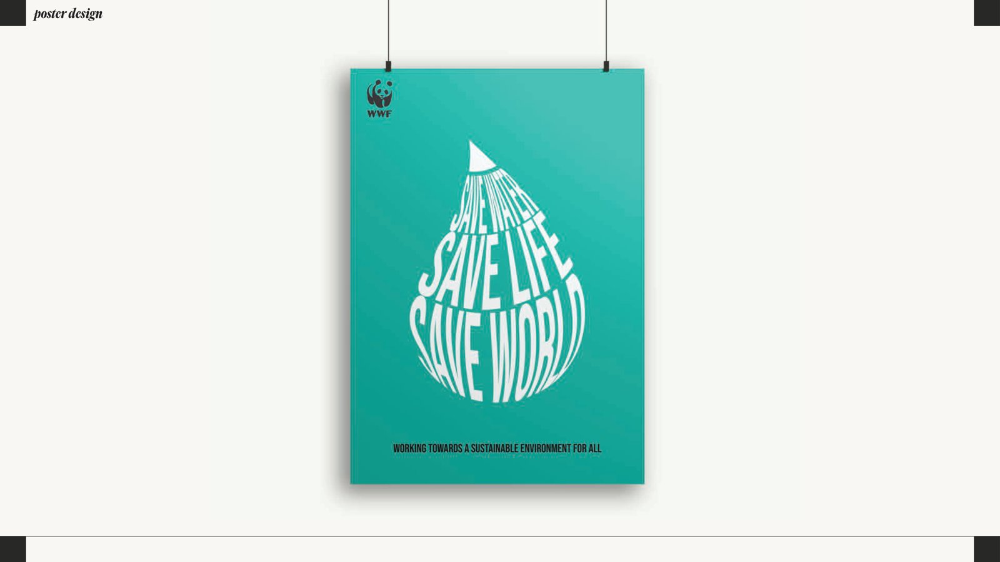 poster design
WWF
SAVE WATER
SAVE LIFE
SAVE WORLD
WORKING TOWARDS A SUSTAINABLE ENVIRONMENT FOR ALL